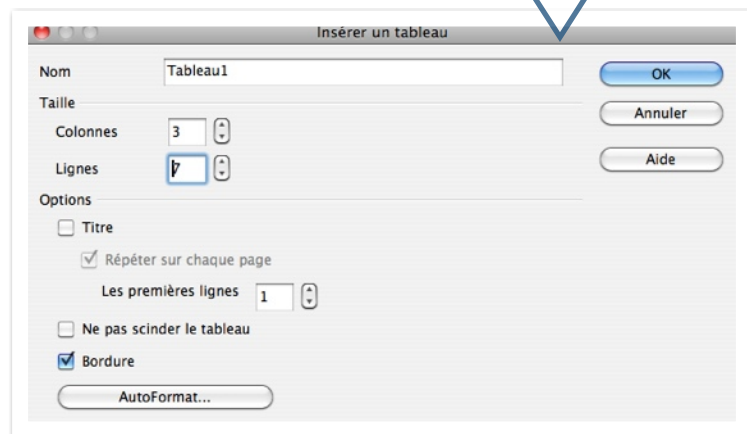 Insérer un tableau
Nom Tableau1
OK
Taille
Annuler
Colonnes 3
Lignes 7
Aide
Options
Titre
Répéter sur chaque page
Les premières lignes 1
Ne pas scinder le tableau
Bordure
AutoFormat...